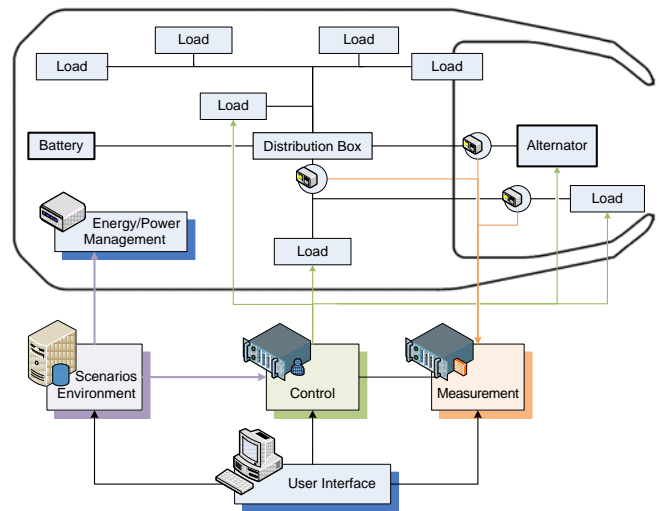 Load
Load
Load
Load
Load
Battery
Distribution Box
Alternator
Load
Energy/Power
Management
Load
Scenarios
Environment
Control
Measurement
User Interface